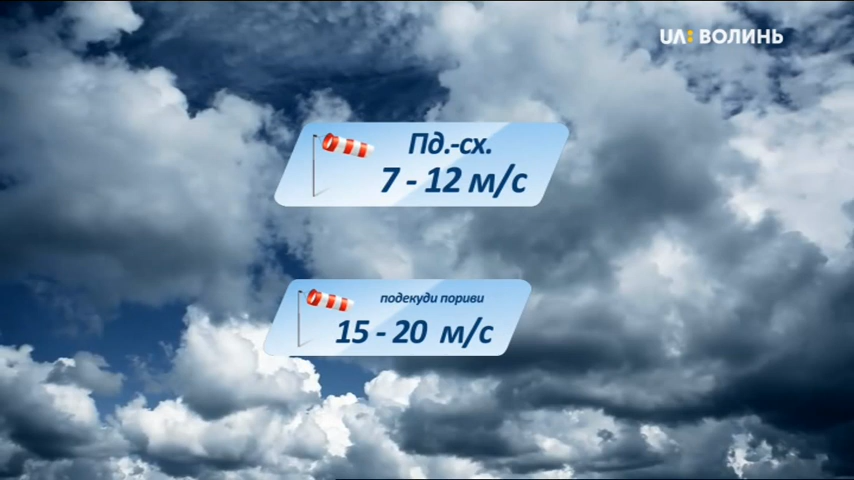 UA: ВОЛИНЬ
Пд.-сх.
7 - 12 м/с
подекуди пориви
15 - 20 м/с